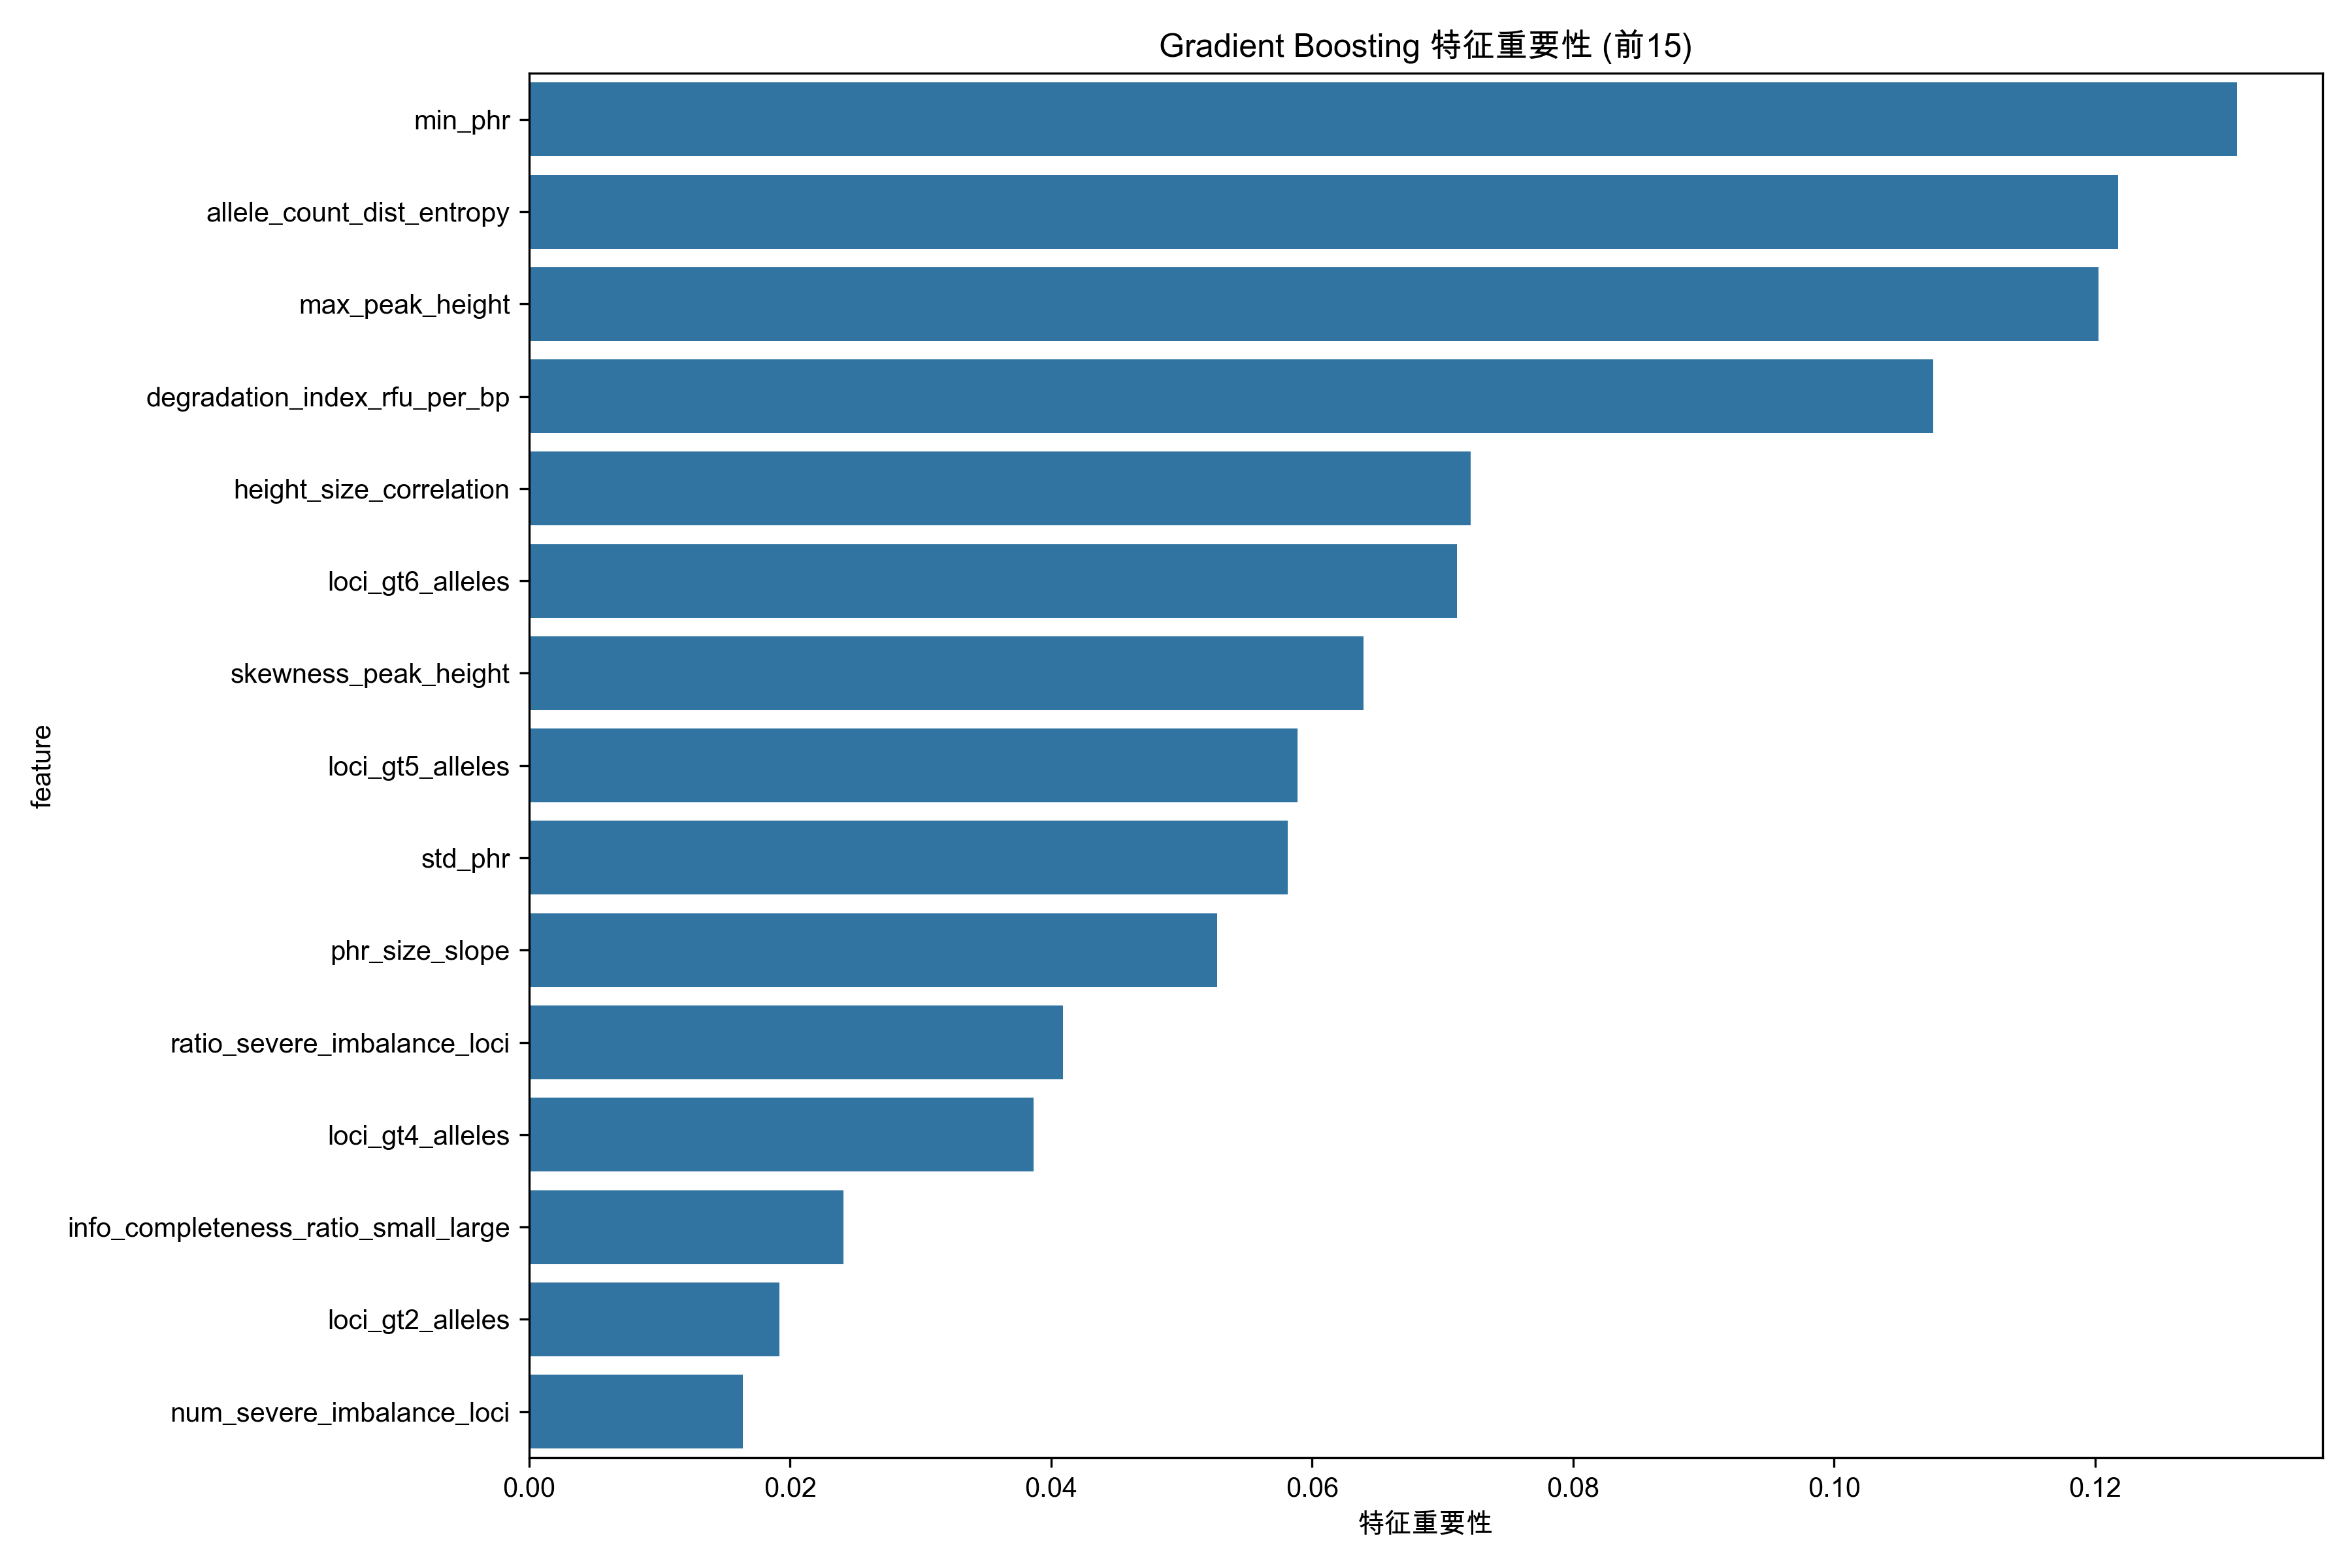 Gradient Boosting 特征重要性 (前15)
min_phr
allele_count_dist_entropy
max_peak_height
degradation_index_rfu_per_bp
height_size_correlation
loci_gt6_alleles
skewness_peak_height
loci_gt5_alleles
std_phr
phr_size_slope
ratio_severe_imbalance_loci
loci_gt4_alleles
info_completeness_ratio_small_large
loci_gt2_alleles
num_severe_imbalance_loci
feature
0.00 0.02 0.04 0.06 0.08 0.10 0.12
特征重要性